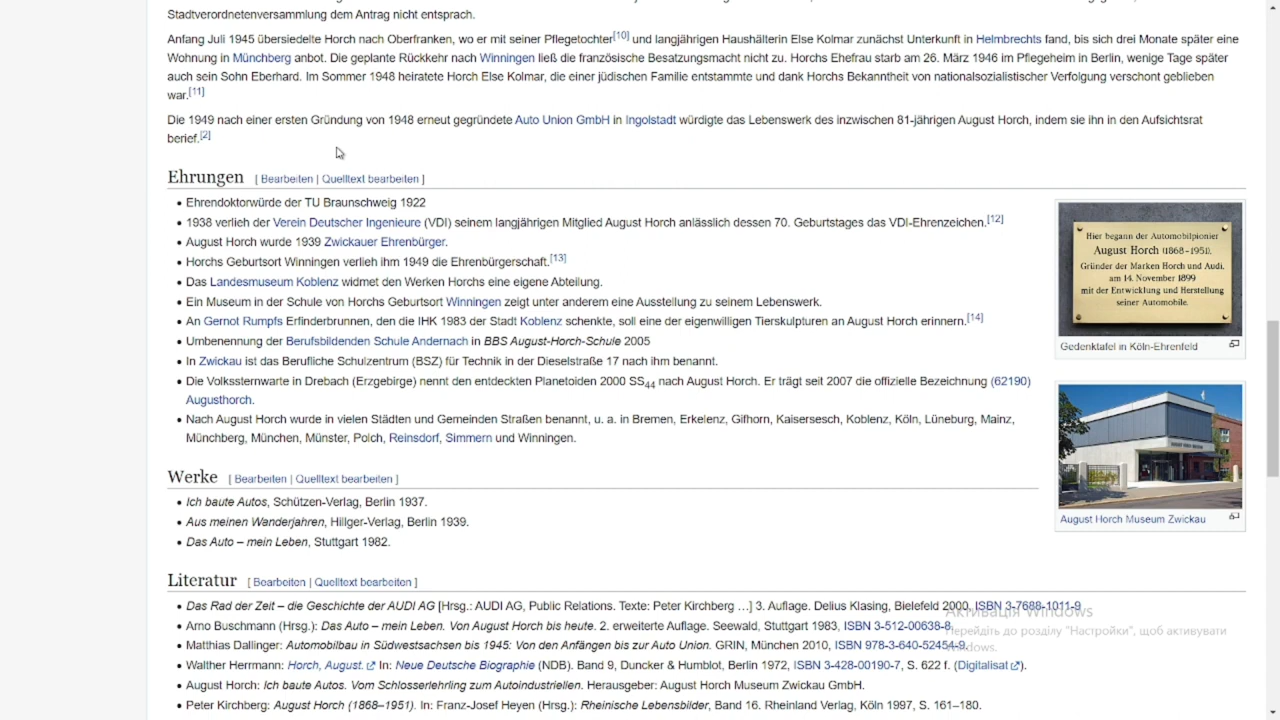 Stadtverordnetenversammlung dem Antrag nicht entsprach.
Anfang Juli 1945 übersiedelte Horch nach Oberfranken, wo er mit seiner Pflegetochter[10] und langjährigen Haushälterin Else Kolmar zunächst Unterkunft in Helmbrechts fand, bis sich drei Monate später eine
Wohnung in Münchberg anbot. Die geplante Rückkehr nach Winningen ließ die französische Besatzungsmacht nicht zu. Horchs Ehefrau starb am 26. März 1946 im Pflegeheim in Berlin, wenige Tage später
auch sein Sohn Eberhard. Im Sommer 1948 heiratete Horch Else Kolmar, die einer jüdischen Familie entstammte und dank Horchs Bekanntheit von nationalsozialistischer Verfolgung verschont geblieben
war.[11]
Die 1949 nach einer ersten Gründung von 1948 erneut gegründete Auto Union GmbH in Ingolstadt würdigte das Lebenswerk des inzwischen 81-jährigen August Horch, indem sie ihn in den Aufsichtsrat
berief.[2]
Ehrungen [ Bearbeiten | Quelltext bearbeiten ]
• Ehrendoktorwürde der TU Braunschweig 1922
• 1938 verlieh der Verein Deutscher Ingenieure (VDI) seinem langjährigen Mitglied August Horch anlässlich dessen 70. Geburtstages das VDI-Ehrenzeichen.[12]
• August Horch wurde 1939 Zwickauer Ehrenbürger.
• Horchs Geburtsort Winningen verlieh ihm 1949 die Ehrenbürgerschaft.[13]
• Das Landesmuseum Koblenz widmet den Werken Horchs eine eigene Abteilung.
• Ein Museum in der Schule von Horchs Geburtsort Winningen zeigt unter anderem eine Ausstellung zu seinem Lebenswerk.
• An Gernot Rumpfs Erfinderbrunnen, den die IHK 1983 der Stadt Koblenz schenkte, soll eine der eigenwilligen Tierskulpturen an August Horch erinnern.[14]
• Umbenennung der Berufsbildenden Schule Andernach in BBS August-Horch-Schule 2005
• In Zwickau ist das Berufliche Schulzentrum (BSZ) für Technik in der Dieselstraße 17 nach ihm benannt.
• Die Volkssternwarte in Drebach (Erzgebirge) nennt den entdeckten Planetoiden 2000 SS44 nach August Horch. Er trägt seit 2007 die offizielle Bezeichnung (62190)
Augusthorch.
• Nach August Horch wurde in vielen Städten und Gemeinden Straßen benannt, u. a. in Bremen, Erkelenz, Gifhorn, Kaisersesch, Koblenz, Köln, Lüneburg, Mainz,
Münchberg, München, Münster, Polch, Reinsdorf, Simmern und Winningen.
Hier begann der Automobilpionier
August Horch (1868-1951),
Gründer der Marken Horch und Audi,
am 14. November 1899
mit der Entwicklung und Herstellung
seiner Automobile.
Gedenktafel in Köln-Ehrenfeld
August Horch Museum Zwickau
Werke [ Bearbeiten | Quelltext bearbeiten ]
• Ich baute Autos, Schützen-Verlag, Berlin 1937.
• Aus meinen Wanderjahren, Hillger-Verlag, Berlin 1939.
• Das Auto – mein Leben, Stuttgart 1982.
Literatur [ Bearbeiten | Quelltext bearbeiten ]
• Das Rad der Zeit – die Geschichte der AUDI AG [Hrsg.: AUDI AG, Public Relations. Texte: Peter Kirchberg …] 3. Auflage. Delius Klasing, Bielefeld 2000, ISBN 3-7688-1011-9
• Arno Buschmann (Hrsg.): Das Auto – mein Leben. Von August Horch bis heute. 2. erweiterte Auflage. Seewald, Stuttgart 1983, ISBN 3-512-00638-8.
• Matthias Dallinger: Automobilbau in Südwestsachsen bis 1945: Von den Anfängen bis zur Auto Union. GRIN, München 2010, ISBN 978-3-640-52454-9.
• Walther Herrmann: Horch, August. In: Neue Deutsche Biographie (NDB). Band 9, Duncker & Humblot, Berlin 1972, ISBN 3-428-00190-7, S. 622 f. (Digitalisat).
• August Horch: Ich baute Autos. Vom Schlosserlehrling zum Autoindustriellen. Herausgeber: August Horch Museum Zwickau GmbH.
• Peter Kirchberg: August Horch (1868–1951). In: Franz-Josef Heyen (Hrsg.): Rheinische Lebensbilder, Band 16. Rheinland Verlag, Köln 1997, S. 161–180.
Активація Windows
Перейдіть до розділу "Настройки", щоб активувати
Windows.